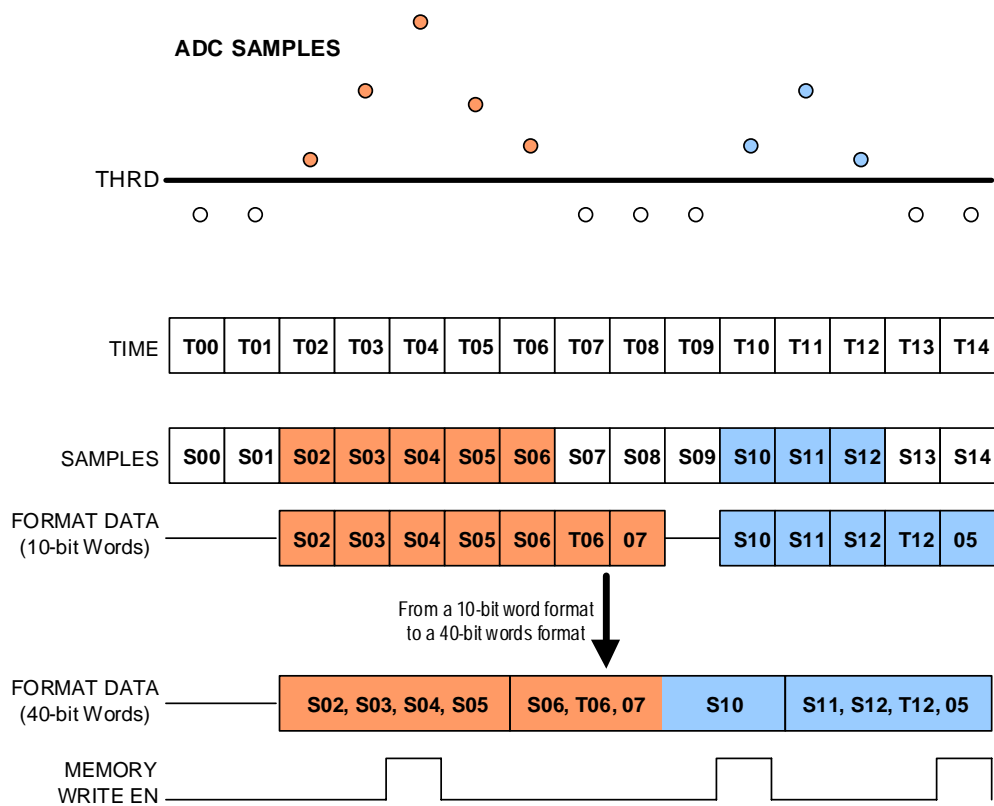 ADC SAMPLES
THRD
TIME T00 T01 T02 T03 T04 T05 T06 T07 T08 T09 T10 T11 T12 T13 T14
SAMPLES S00 S01 S02 S03 S04 S05 S06 S07 S08 S09 S10 S11 S12 S13 S14
FORMAT DATA
(10-bit Words)
S02 S03 S04 S05 S06 T06 07 S10 S11 S12 T12 05
From a 10-bit word format
to a 40-bit words format
FORMAT DATA
(40-bit Words)
S02, S03, S04, S05 S06, T06, 07 S10 S11, S12, T12, 05
MEMORY
WRITE EN